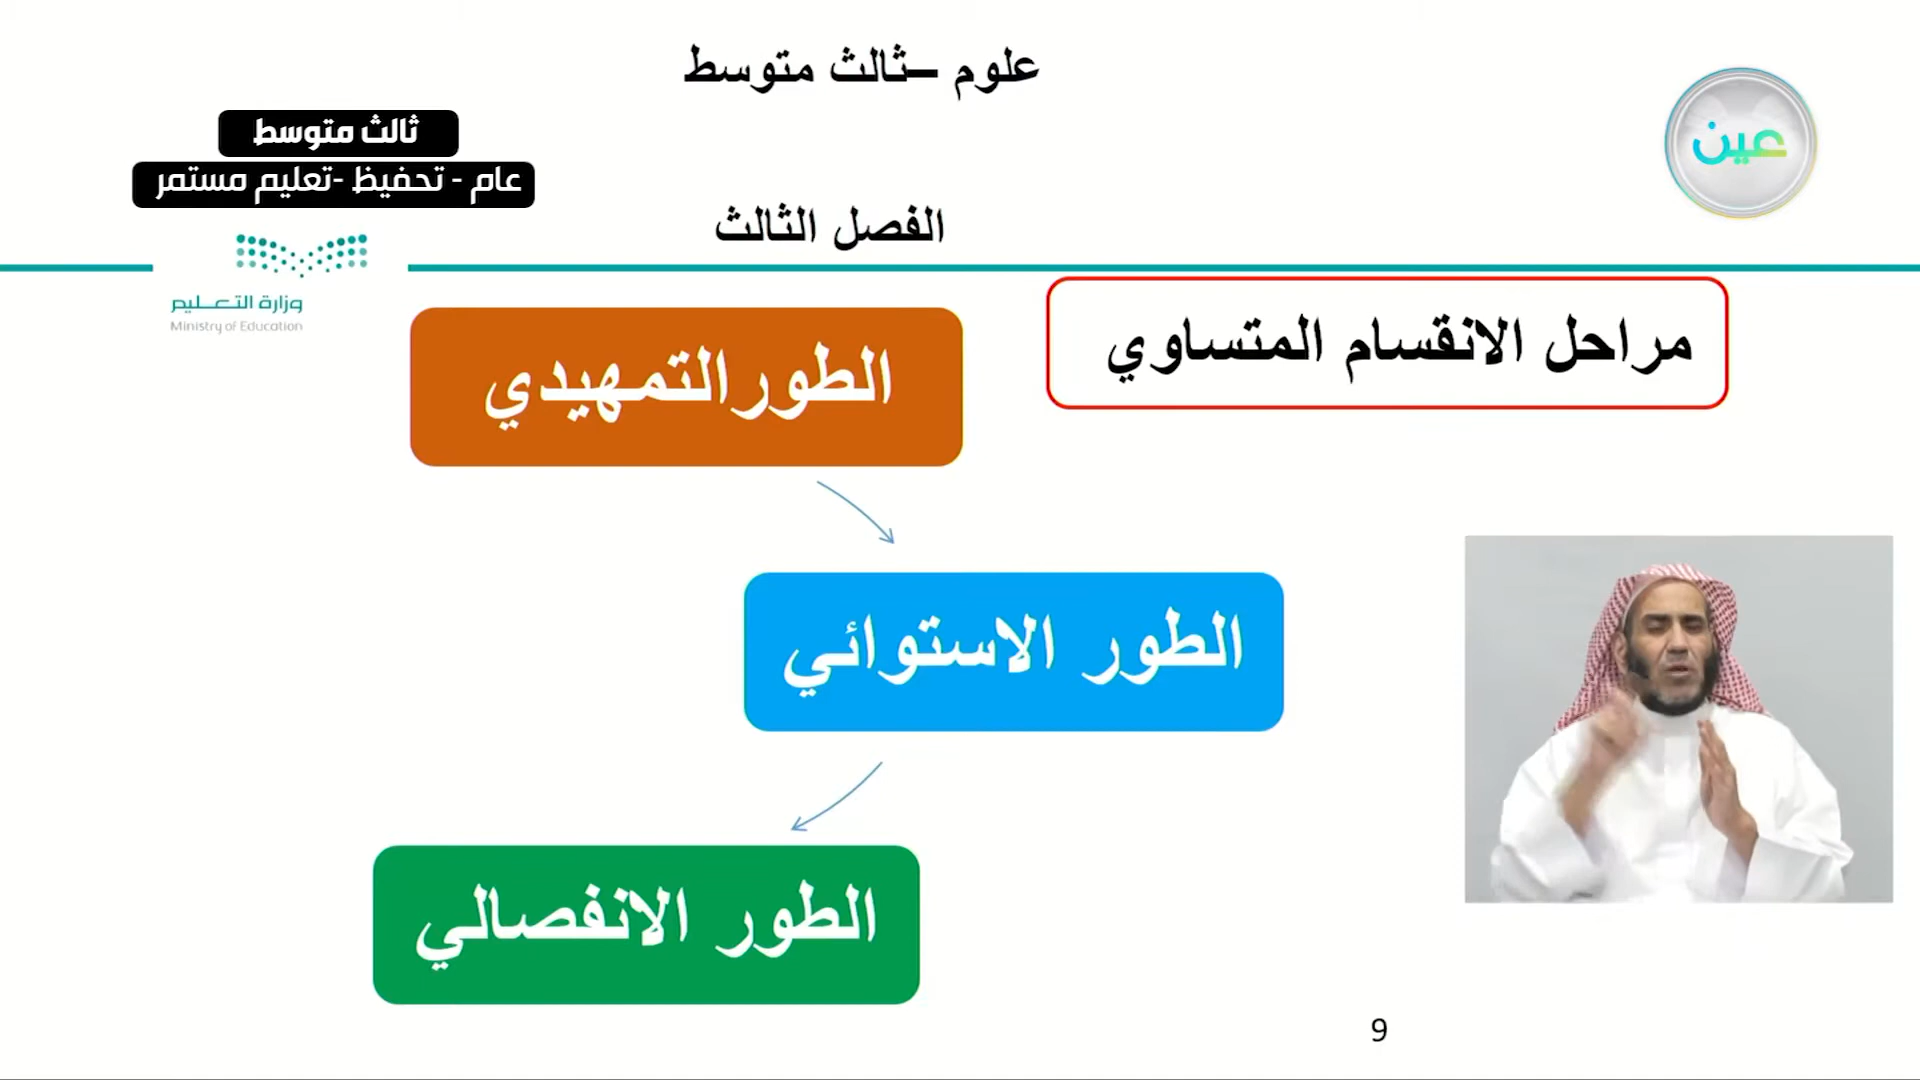 علوم –ثالث متوسط
عين
ثالث متوسط
عام - تحفيظ -تعليم مستمر
الفصل الثالث
وزارة التعليم
Ministry of Education
مراحل الانقسام المتساوي
الطورالتمهيدي
الطور الاستوائي
الطور الانفصالي
9